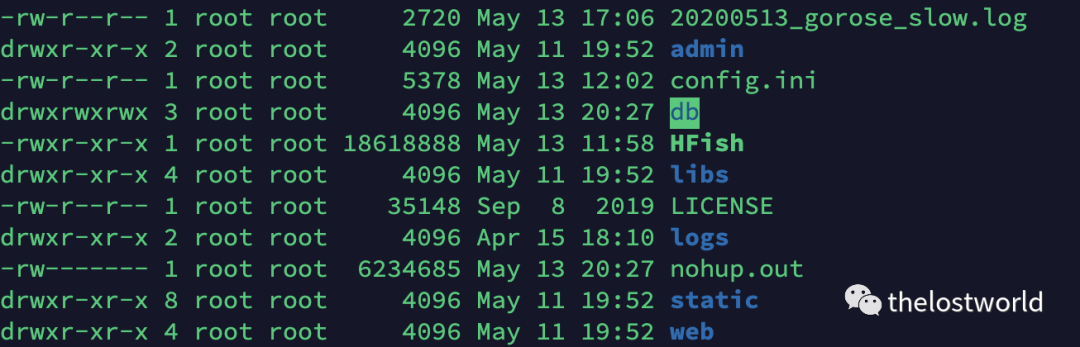 -rw-r--r-- 1 root root     2720 May 13 17:06 20200513_gorose_slow.log
drwxr-xr-x 2 root root     4096 May 11 19:52 admin
-rw-r--r-- 1 root root     5378 May 13 12:02 config.ini
drwxrwxrwx 3 root root     4096 May 13 20:27 db
-rwxr-xr-x 1 root root 18618888 May 13 11:58 HFish
drwxr-xr-x 4 root root     4096 May 11 19:52 libs
-rw-r--r-- 1 root root    35148 Sep  8  2019 LICENSE
drwxr-xr-x 2 root root     4096 Apr 15 18:10 logs
-rw------- 1 root root  6234685 May 13 20:27 nohup.out
drwxr-xr-x 8 root root     4096 May 11 19:52 static
drwxr-xr-x 4 root root     4096 May 11 19:52 web
thelostworld